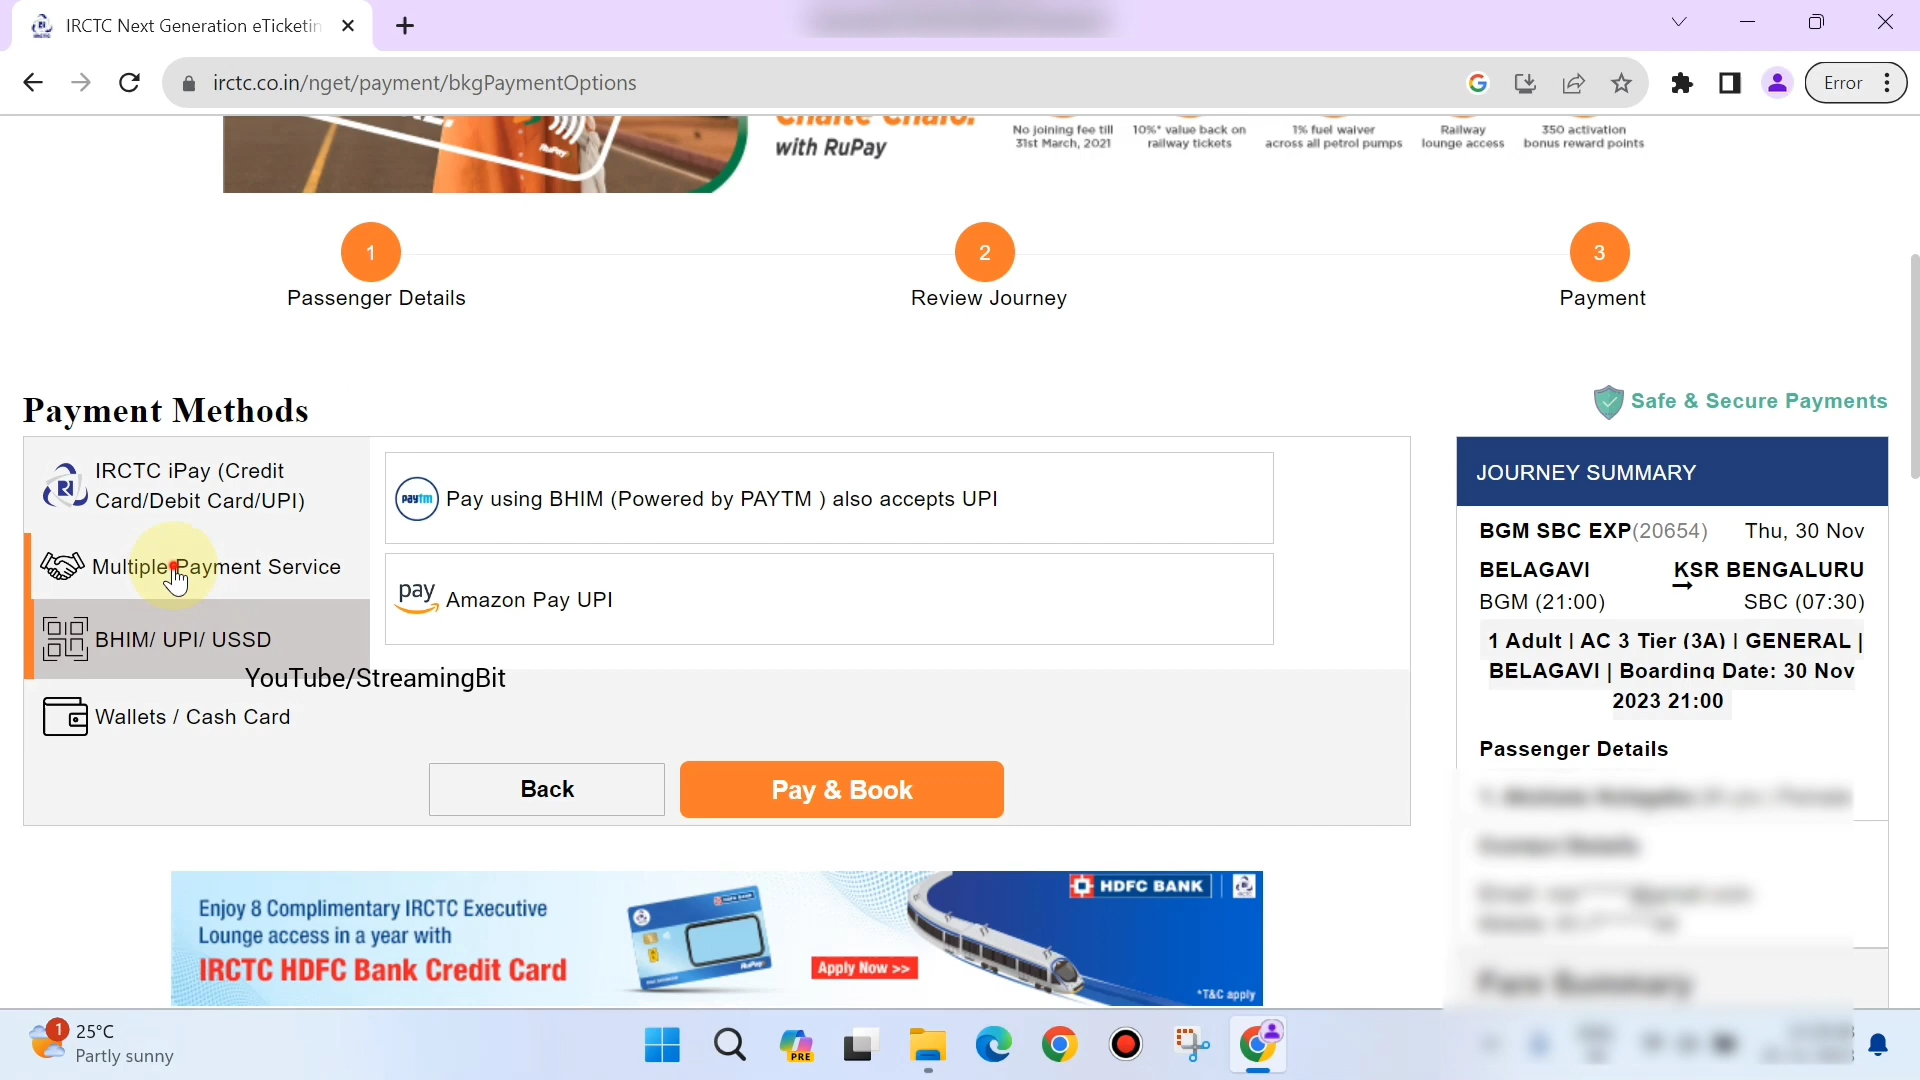 IRCTC Next Generation eTicketin
irctc.co.in/nget/payment/bkgPaymentOptions
Error
Chalte Chalo.
with RuPay
No joining fee till
31st March, 2021
10%* value back on
railway tickets
1% fuel waiver
across all petrol pumps
Railway
lounge access
350 activation
bonus reward points
1
Passenger Details
2
Review Journey
3
Payment
Payment Methods
Safe & Secure Payments
IRCTC iPay (Credit
Card/Debit Card/UPI)
Multiple Payment Service
BHIM/ UPI/ USSD
Wallets / Cash Card
paytm Pay using BHIM (Powered by PAYTM ) also accepts UPI
pay Amazon Pay UPI
YouTube/StreamingBit
Back
Pay & Book
JOURNEY SUMMARY
BGM SBC EXP(20654) Thu, 30 Nov
BELAGAVI KSR BENGALURU
BGM (21:00) SBC (07:30)
1 Adult | AC 3 Tier (3A) | GENERAL |
BELAGAVI | Boarding Date: 30 Nov
2023 21:00
Passenger Details
Enjoy 8 Complimentary IRCTC Executive
Lounge access in a year with
IRCTC HDFC Bank Credit Card
RuPay
Apply Now >>
HDFC BANK
*T&C apply
1
25°C
Partly sunny
PRE